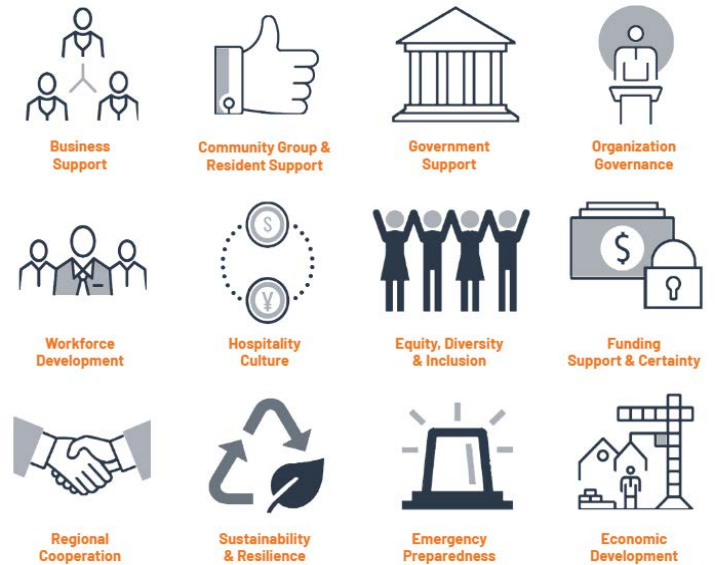 Business
Support
Community Group &
Resident Support
Government
Support
Organization
Governance
$
¥
$
Workforce
Development
Hospitality
Culture
Equity, Diversity
& Inclusion
Funding
Support & Certainty
Regional
Cooperation
Sustainability
& Resilience
Emergency
Preparedness
Economic
Development